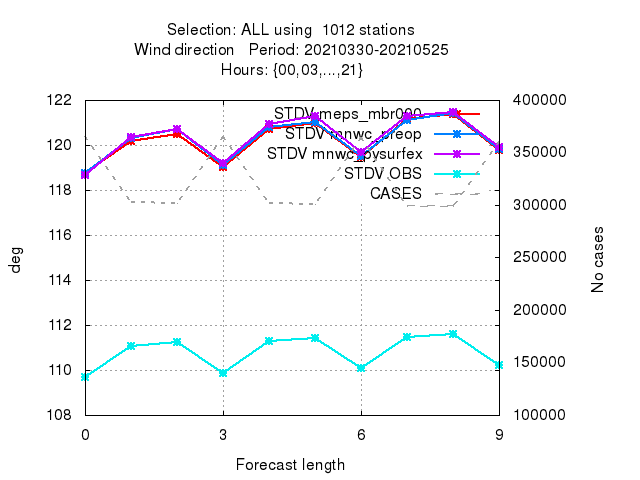 Selection: ALL using  1012 stations
Wind direction   Period: 20210330-20210525
Hours: {00,03,...,21}
122
120
118
116
114
112
110
108
400000
350000
300000
250000
200000
150000
100000
STDV meps_mbr000
STDV mnwc_preop
STDV mnwc_pysurfex
STDV OBS
CASES
deg
No cases
0
3
6
9
Forecast length